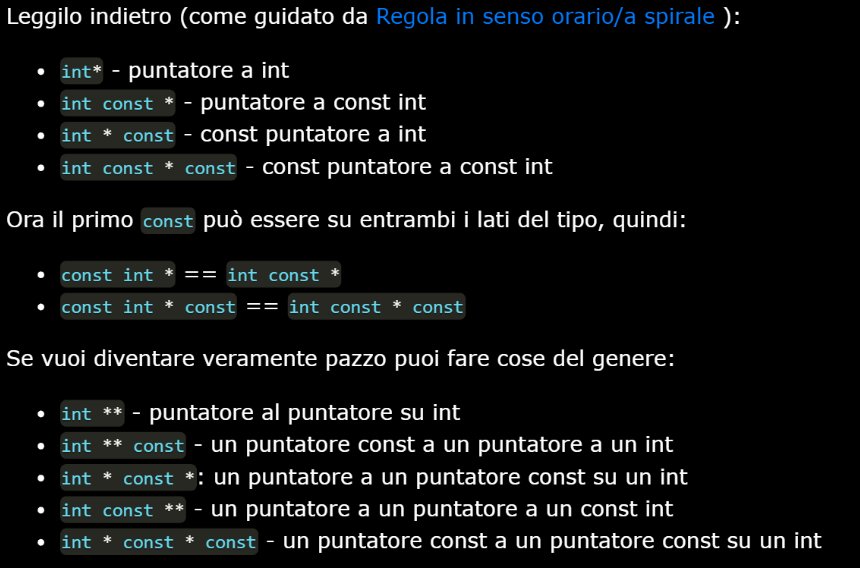 Leggilo indietro (come guidato da Regola in senso orario/a spirale ):
int* - puntatore a int
int const * - puntatore a const int
int * const - const puntatore a int
int const * const - const puntatore a const int
Ora il primo const può essere su entrambi i lati del tipo, quindi:
const int * == int const *
const int * const == int const * const
Se vuoi diventare veramente pazzo puoi fare cose del genere:
int ** - puntatore al puntatore su int
int ** const - un puntatore const a un puntatore a un int
int * const *: un puntatore a un puntatore const su un int
int const ** - un puntatore a un puntatore a un const int
int * const * const - un puntatore const a un puntatore const su un int